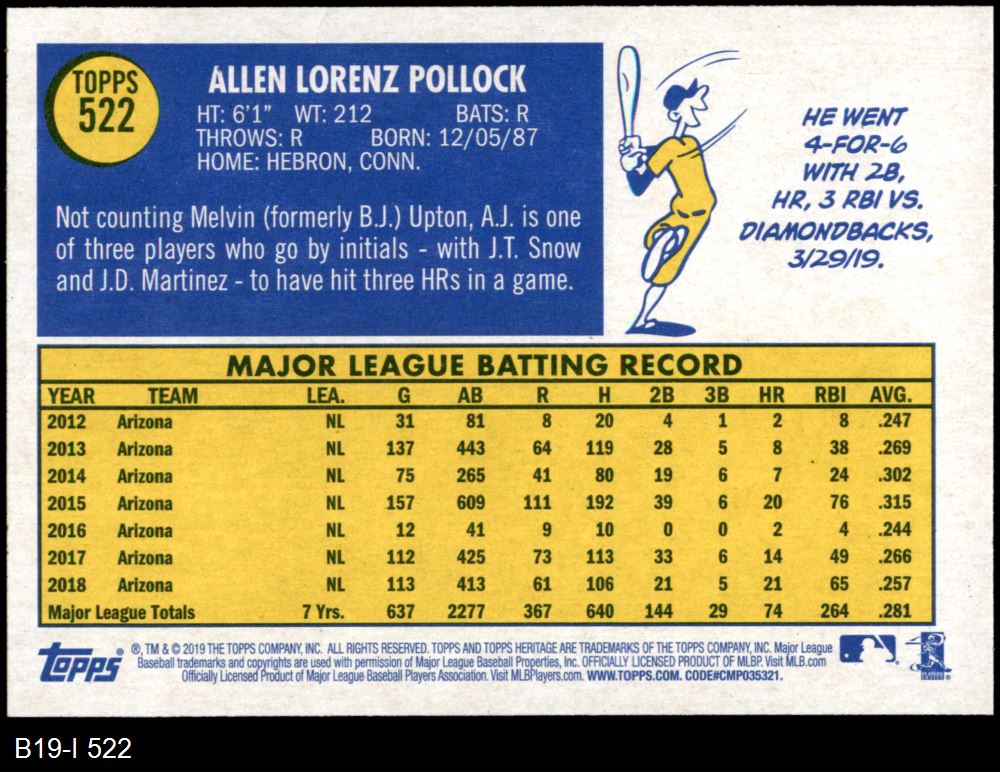 TOPPS
522
ALLEN LORENZ POLLOCK
HT: 6'1" WT: 212 BATS: R
THROWS: R BORN: 12/05/87
HOME: HEBRON, CONN.
Not counting Melvin (formerly B.J.) Upton, A.J. is one
of three players who go by initials - with J.T. Snow
and J.D. Martinez - to have hit three HRs in a game.
HE WENT
4-FOR-6
WITH 2B,
HR, 3 RBI VS.
DIAMONDBACKS,
3/29/19.
MAJOR LEAGUE BATTING RECORD
YEAR TEAM LEA. G AB R H 2B 3B HR RBI AVG.
2012 Arizona NL 31 81 8 20 4 1 2 8 .247
2013 Arizona NL 137 443 64 119 28 5 8 38 .269
2014 Arizona NL 75 265 41 80 19 6 7 24 .302
2015 Arizona NL 157 609 111 192 39 6 20 76 .315
2016 Arizona NL 12 41 9 10 0 0 2 4 .244
2017 Arizona NL 112 425 73 113 33 6 14 49 .266
2018 Arizona NL 113 413 61 106 21 5 21 65 .257
Major League Totals 7 Yrs. 637 2277 367 640 144 29 74 264 .281
Topps®
®, TM & © 2019 THE TOPPS COMPANY, INC. ALL RIGHTS RESERVED. TOPPS AND TOPPS HERITAGE ARE TRADEMARKS OF THE TOPPS COMPANY, INC. Major League
Baseball trademarks and copyrights are used with permission of Major League Baseball Properties, Inc. OFFICIALLY LICENSED PRODUCT OF MLBP. Visit MLB.com
Officially Licensed Product of Major League Baseball Players Association. Visit MLBPlayers.com. WWW.TOPPS.COM. CODE#CMP035321.
B19-I 522